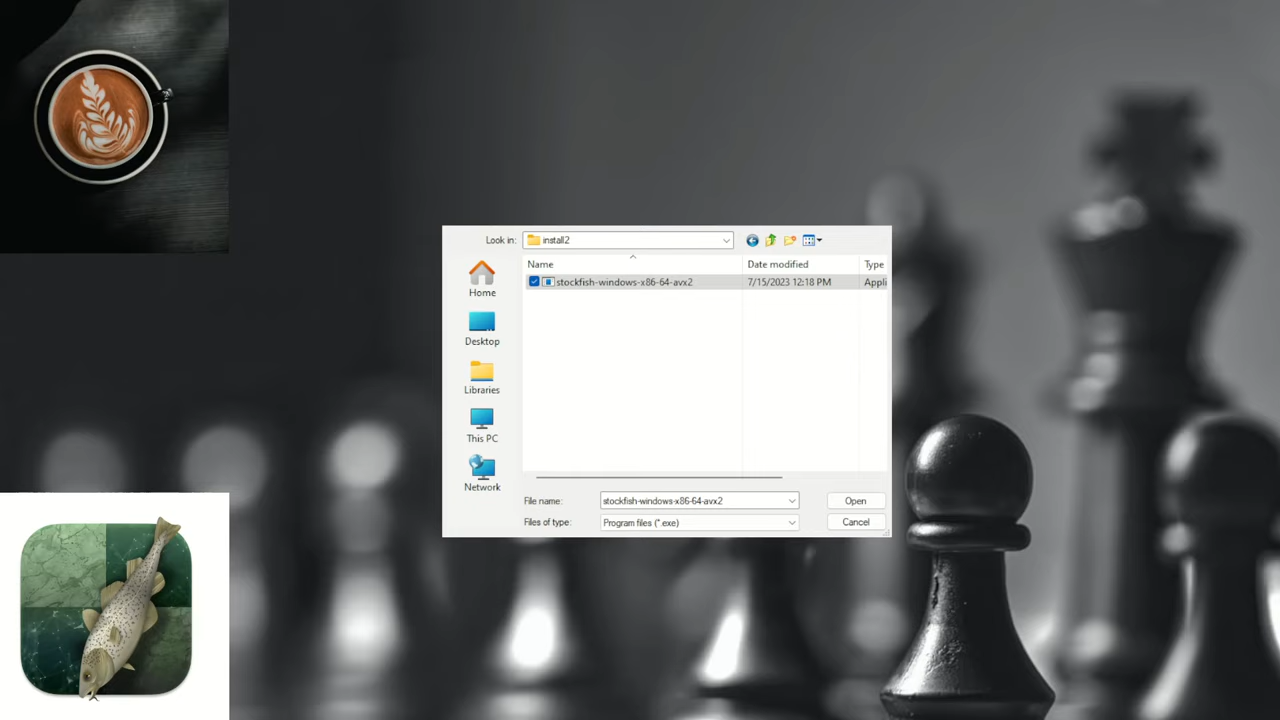 Look in: install2
Name Date modified Type
stockfish-windows-x86-64-avx2 7/15/2023 12:18 PM Appli
Home
Desktop
Libraries
This PC
Network
File name: stockfish-windows-x86-64-avx2 Open
Files of type: Program files (*.exe) Cancel